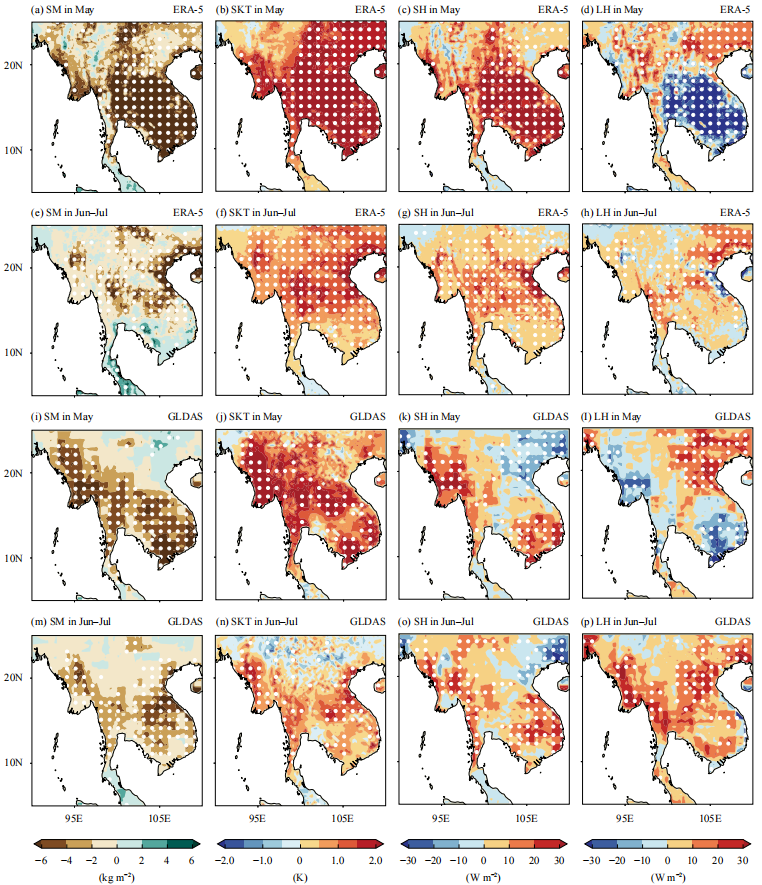 (a) SM in May ERA-5 (b) SKT in May ERA-5 (c) SH in May ERA-5 (d) LH in May ERA-5
20N
10N
(e) SM in Jun–Jul ERA-5 (f) SKT in Jun–Jul ERA-5 (g) SH in Jun–Jul ERA-5 (h) LH in Jun–Jul ERA-5
20N
10N
(i) SM in May GLDAS (j) SKT in May GLDAS (k) SH in May GLDAS (l) LH in May GLDAS
20N
10N
(m) SM in Jun–Jul GLDAS (n) SKT in Jun–Jul GLDAS (o) SH in Jun–Jul GLDAS (p) LH in Jun–Jul GLDAS
20N
10N
95E 105E 95E 105E 95E 105E 95E 105E
−6 −4 −2 0 2 4 6 −2.0 −1.0 0 1.0 2.0 −30 −20 −10 0 10 20 30 −30 −20 −10 0 10 20 30
(kg m⁻²) (K) (W m⁻²) (W m⁻²)